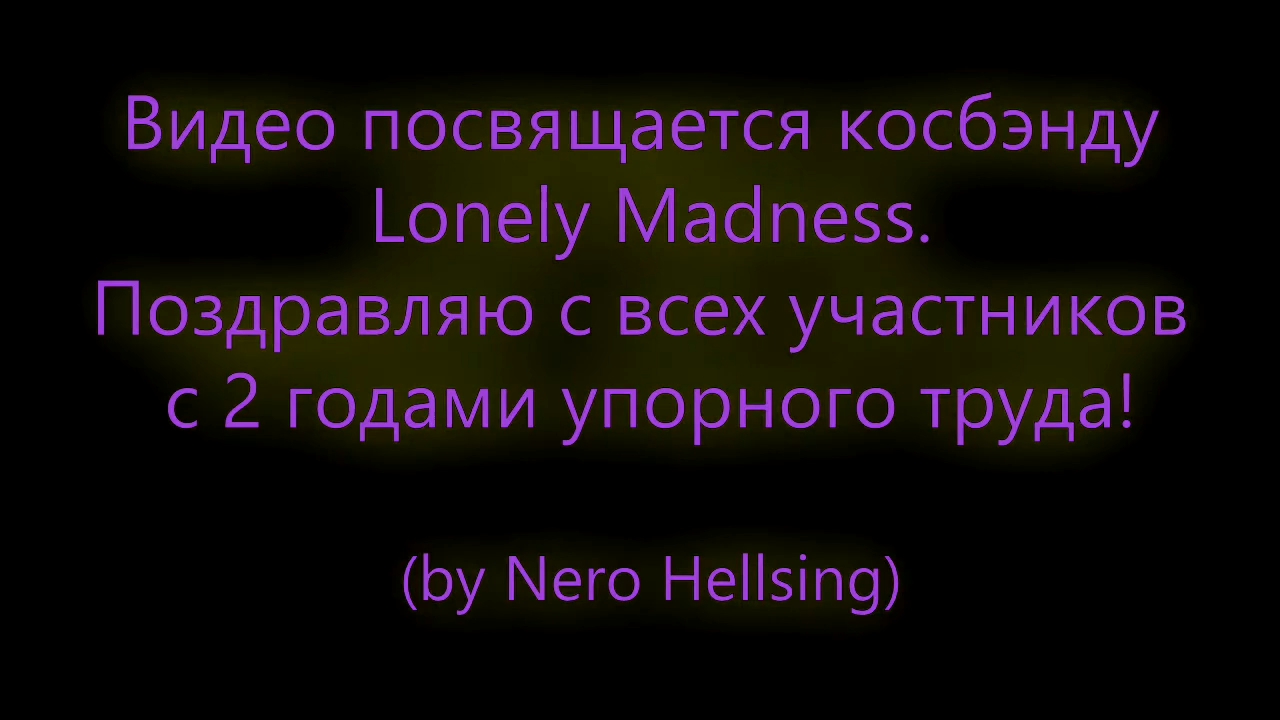 Видео посвящается косбэнду
Lonely Madness.
Поздравляю с всех участников
с 2 годами упорного труда!
(by Nero Hellsing)